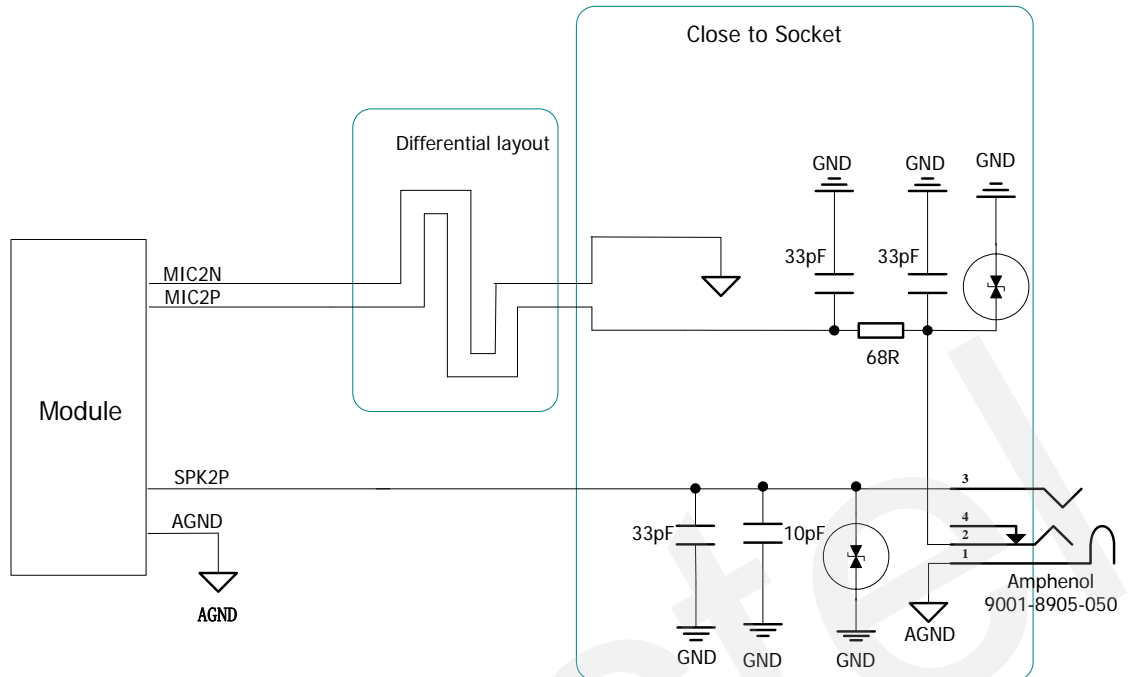 Close to Socket
Differential layout
GND
GND
GND
33pF
33pF
68R
Module
MIC2N
MIC2P
SPK2P
AGND
AGND
33pF
10pF
GND
GND
GND
3
4
2
1
AGND
Amphenol
9001-8905-050